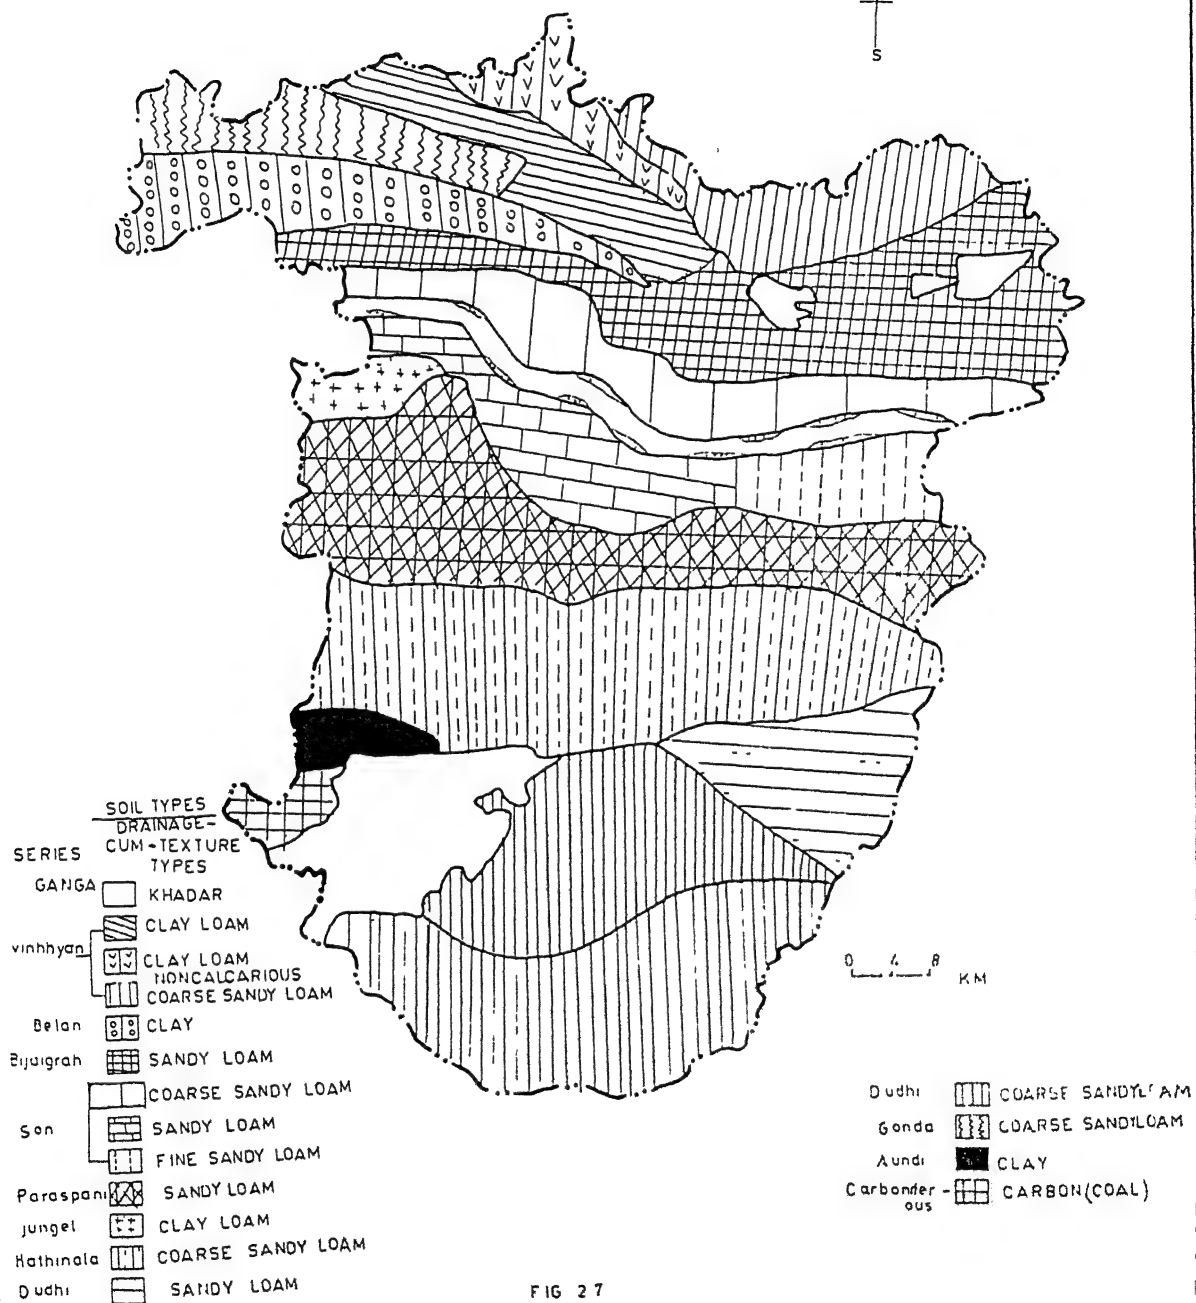 S
SOIL TYPES
DRAINAGE-
CUM-TEXTURE
TYPES
SERIES
GANGA KHADAR
vinhhyan CLAY LOAM
CLAY LOAM
NONCALCARIOUS
COARSE SANDY LOAM
Belan CLAY
Bijaigrah SANDY LOAM
COARSE SANDY LOAM
Son SANDY LOAM
FINE SANDY LOAM
Paraspani SANDY LOAM
jungel CLAY LOAM
Hathinala COARSE SANDY LOAM
Dudhi SANDY LOAM
0 4 8
KM
Dudhi COARSE SANDYLOAM
Gonda COARSE SANDYLOAM
Aundi CLAY
Carbonifer-
ous CARBON(COAL)
FIG 27